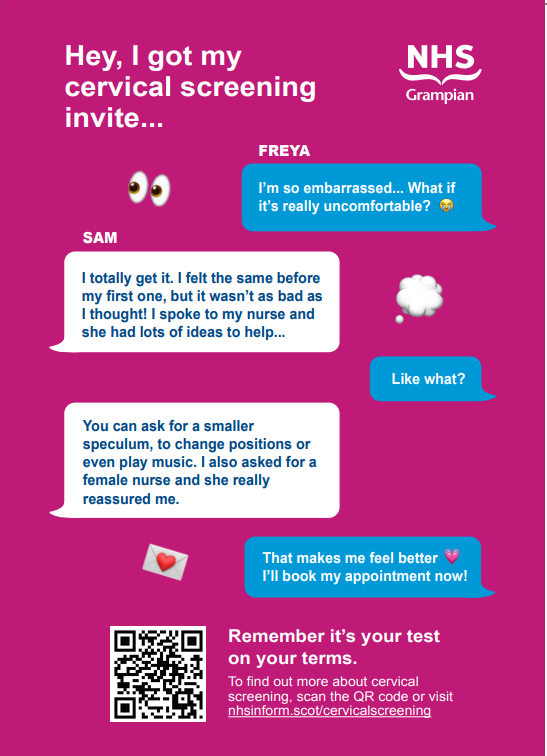 Hey, I got my
cervical screening
invite...
NHS
Grampian
FREYA
I'm so embarrassed... What if
it's really uncomfortable? 😭
SAM
I totally get it. I felt the same before
my first one, but it wasn't as bad as
I thought! I spoke to my nurse and
she had lots of ideas to help...
Like what?
You can ask for a smaller
speculum, to change positions or
even play music. I also asked for a
female nurse and she really
reassured me.
That makes me feel better 💗
I'll book my appointment now!
Remember it's your test
on your terms.
To find out more about cervical
screening, scan the QR code or visit
nhsinform.scot/cervicalscreening